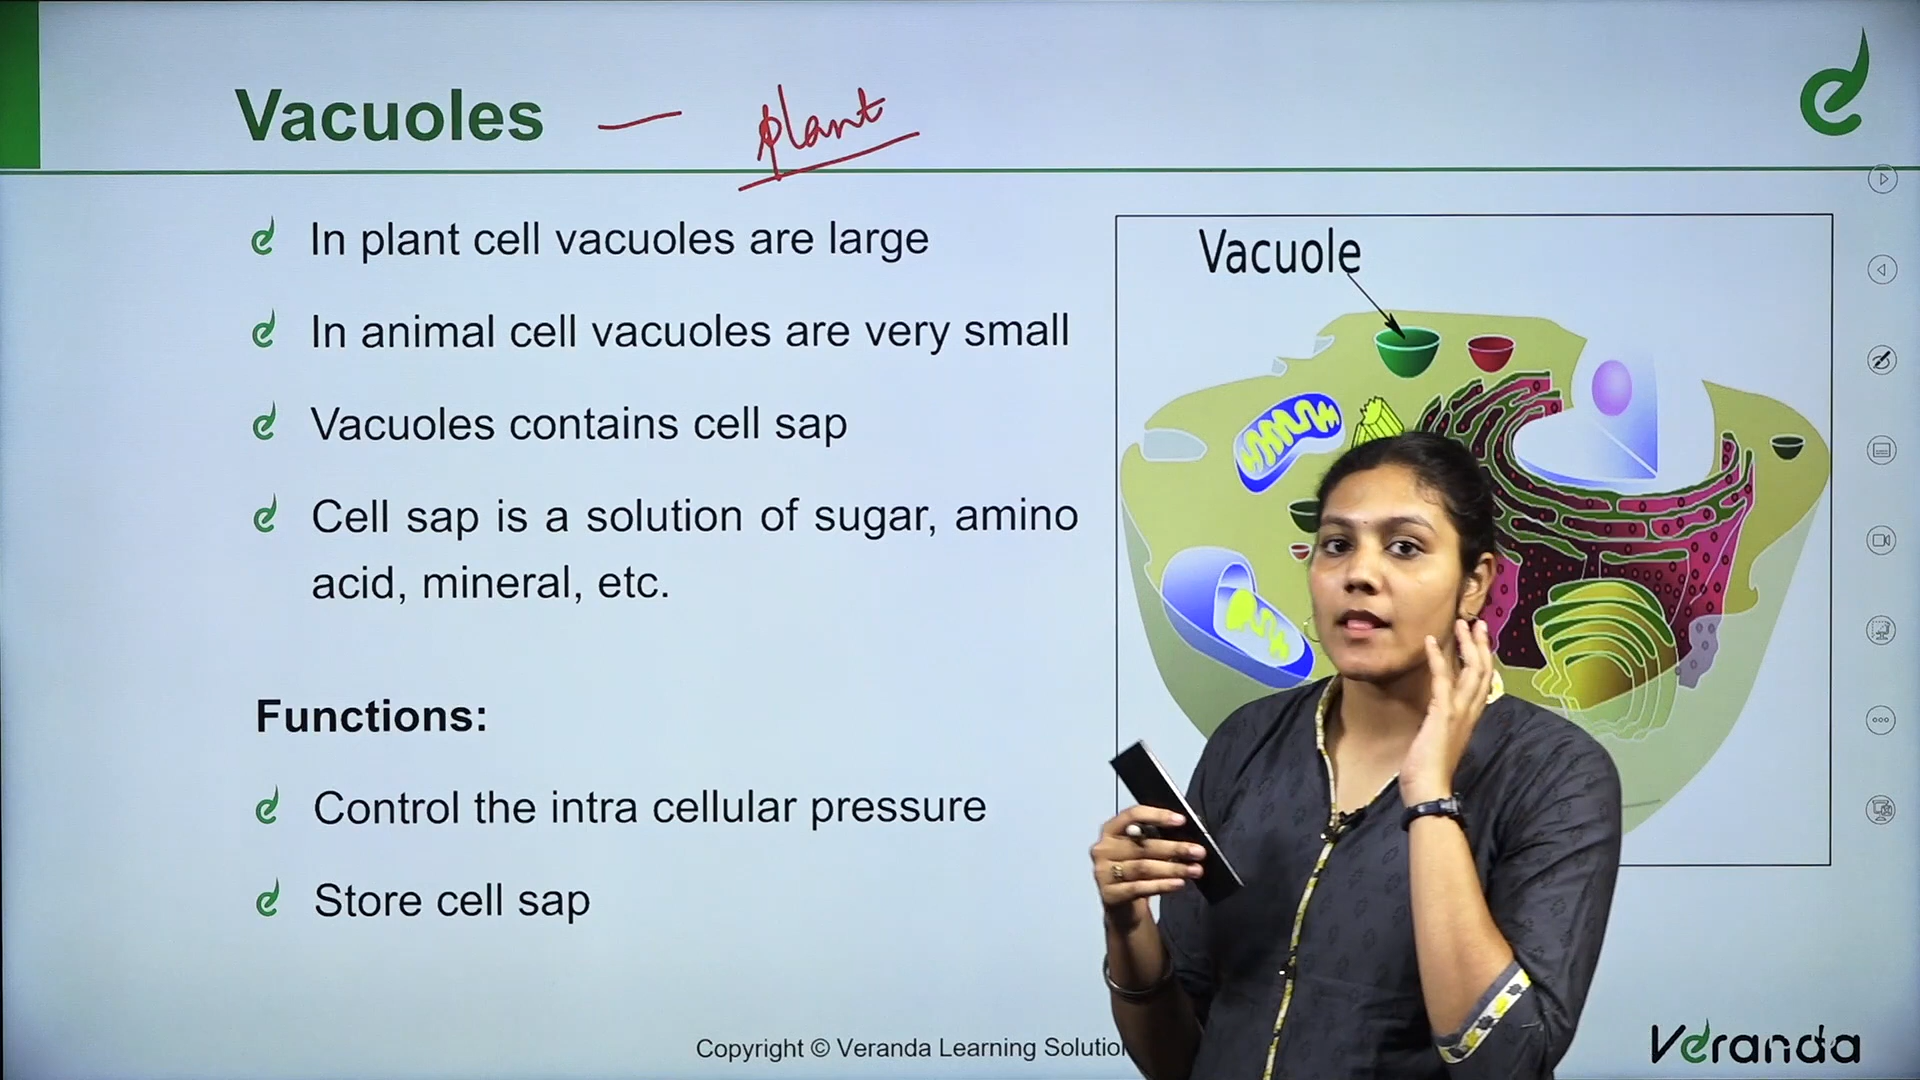 Vacuoles — plant
In plant cell vacuoles are large
In animal cell vacuoles are very small
Vacuoles contains cell sap
Cell sap is a solution of sugar, amino
acid, mineral, etc.
Functions:
Control the intra cellular pressure
Store cell sap
Vacuole
Copyright © Veranda Learning Solution
Veranda